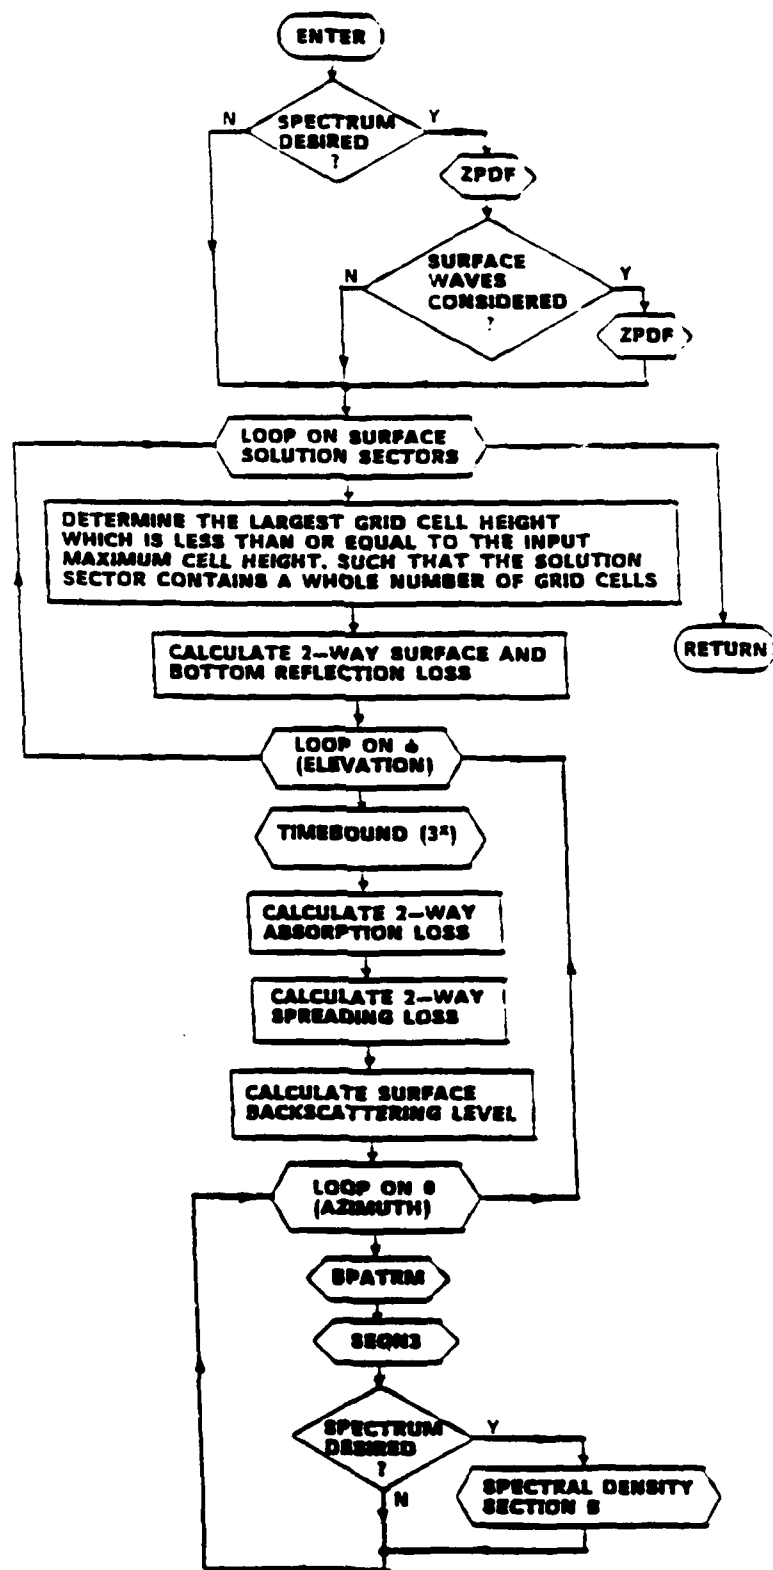 ENTER
N
SPECTRUM
DESIRED
?
Y
ZPDF
N
SURFACE
WAVES
CONSIDERED
?
Y
ZPDF
LOOP ON SURFACE
SOLUTION SECTORS
DETERMINE THE LARGEST GRID CELL HEIGHT
WHICH IS LESS THAN OR EQUAL TO THE INPUT
MAXIMUM CELL HEIGHT. SUCH THAT THE SOLUTION
SECTOR CONTAINS A WHOLE NUMBER OF GRID CELLS
RETURN
CALCULATE 2-WAY SURFACE AND
BOTTOM REFLECTION LOSS
LOOP ON ϕ
(ELEVATION)
TIMEBOUND (3ˣ)
CALCULATE 2-WAY
ABSORPTION LOSS
CALCULATE 2-WAY
SPREADING LOSS
CALCULATE SURFACE
BACKSCATTERING LEVEL
LOOP ON θ
(AZIMUTH)
BPATRM
SEQN3
SPECTRUM
DESIRED
?
Y
N
SPECTRAL DENSITY
SECTION B